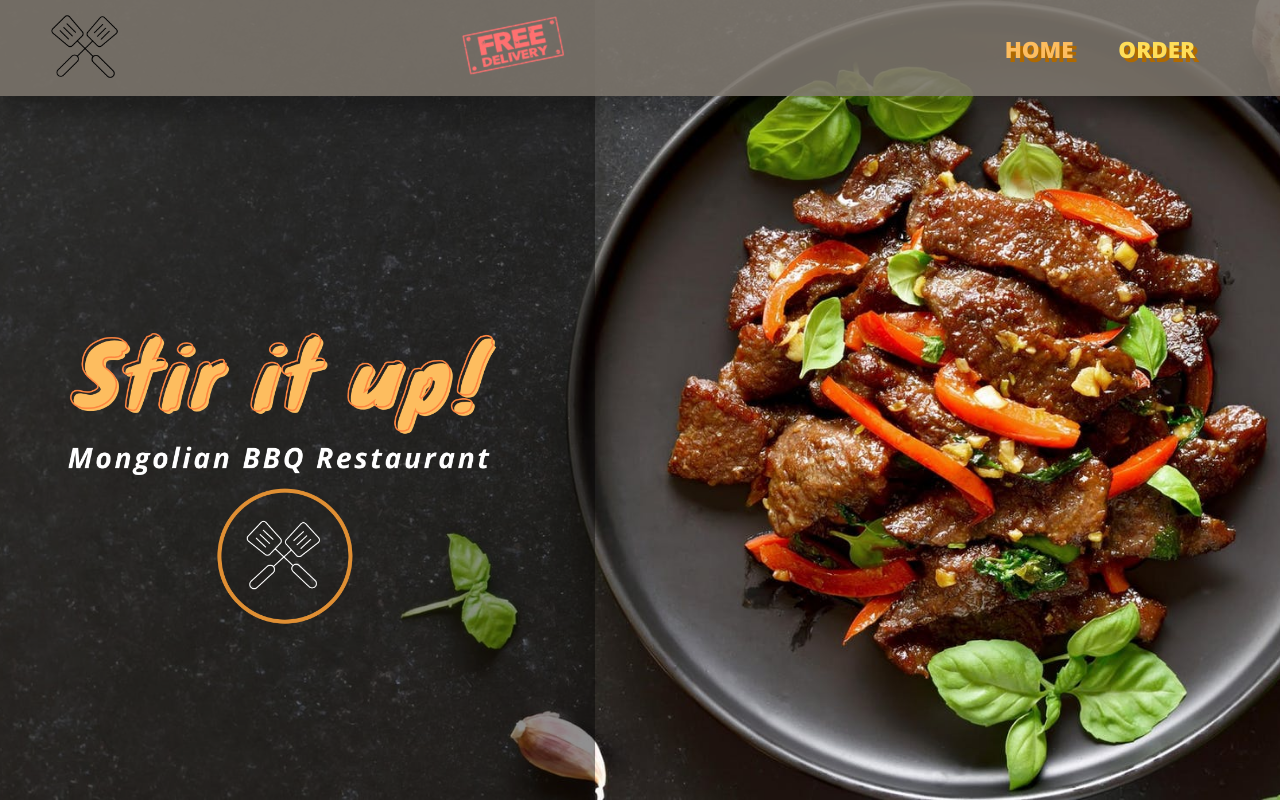 FREE
DELIVERY
HOME
ORDER
Stir it up!
Mongolian BBQ Restaurant